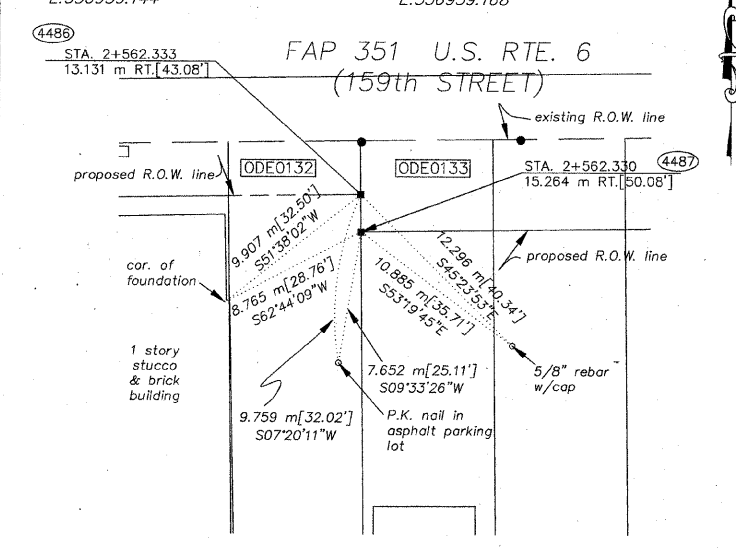 4486
STA. 2+562.333
13.131 m RT.[43.08']
FAP 351 U.S. RTE. 6
(159th STREET)
existing R.O.W. line
proposed R.O.W. line
ODE0132
ODE0133
STA. 2+562.330
4487
15.264 m RT.[50.08']
9.907 m[32.50']
S51°38'02"W
12.296 m[40.34']
S45°23'53"E
proposed R.O.W. line
cor. of
foundation
8.765 m[28.76']
S62°44'09"W
10.885 m[35.71']
S53°19'45"E
1 story
stucco
& brick
building
7.652 m[25.11']
S09°33'26"W
5/8" rebar
w/cap
9.759 m[32.02']
S07°20'11"W
P.K. nail in
asphalt parking
lot